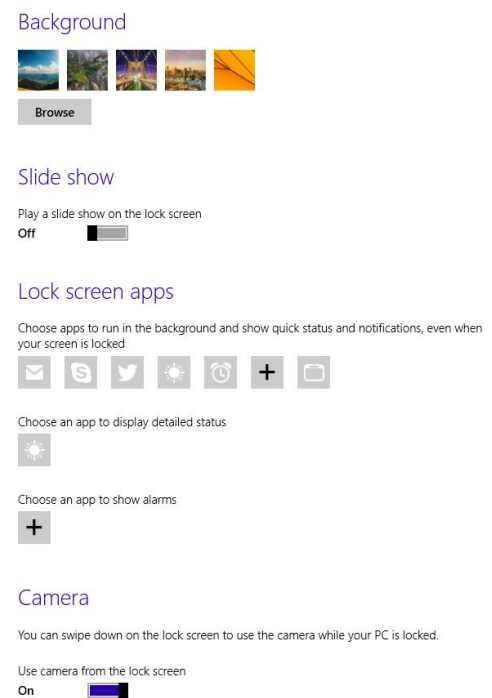 Background
Browse
Slide show
Play a slide show on the lock screen
Off
Lock screen apps
Choose apps to run in the background and show quick status and notifications, even when
your screen is locked
Choose an app to display detailed status
Choose an app to show alarms
Camera
You can swipe down on the lock screen to use the camera while your PC is locked.
Use camera from the lock screen
On